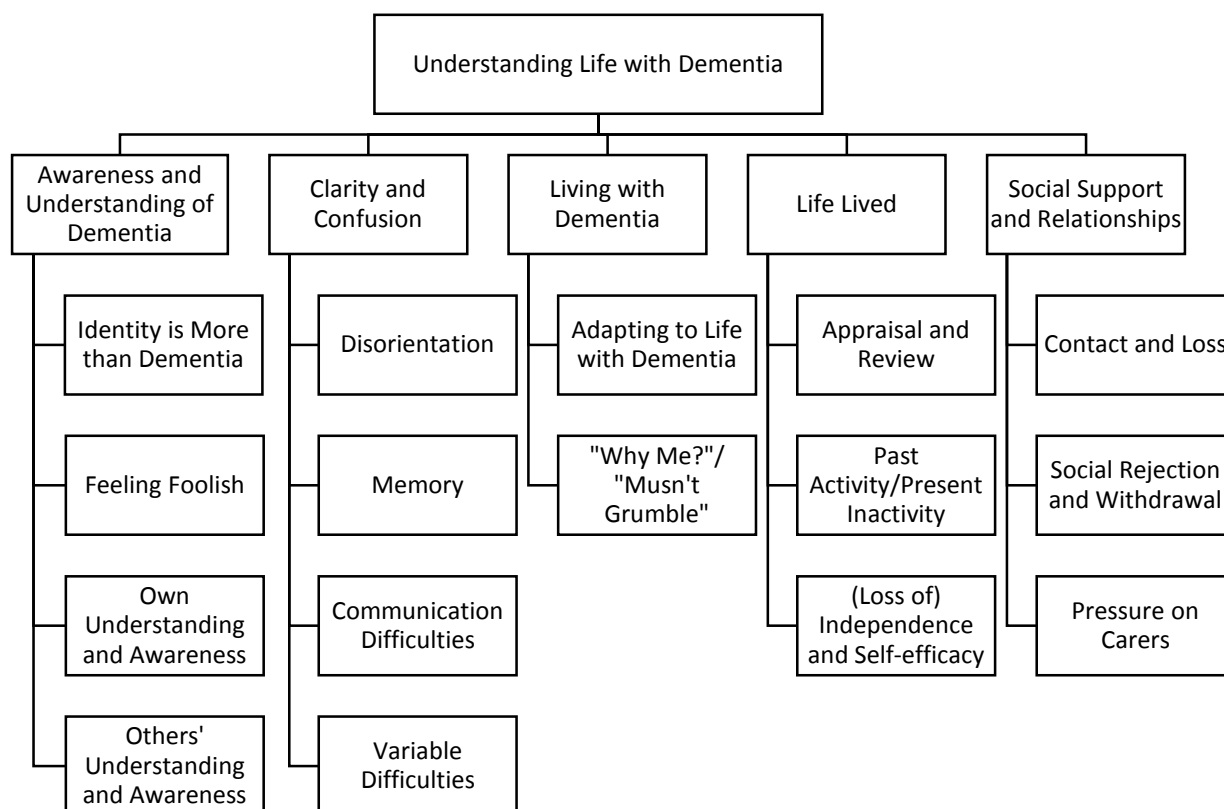 Understanding Life with Dementia
Awareness and
Understanding of
Dementia
Identity is More
than Dementia
Feeling Foolish
Own
Understanding
and Awareness
Others'
Understanding
and Awareness
Clarity and
Confusion
Disorientation
Memory
Communication
Difficulties
Variable
Difficulties
Living with
Dementia
Adapting to Life
with Dementia
"Why Me?"/
"Musn't
Grumble"
Life Lived
Appraisal and
Review
Past
Activity/Present
Inactivity
(Loss of)
Independence
and Self-efficacy
Social Support
and Relationships
Contact and Loss
Social Rejection
and Withdrawal
Pressure on
Carers